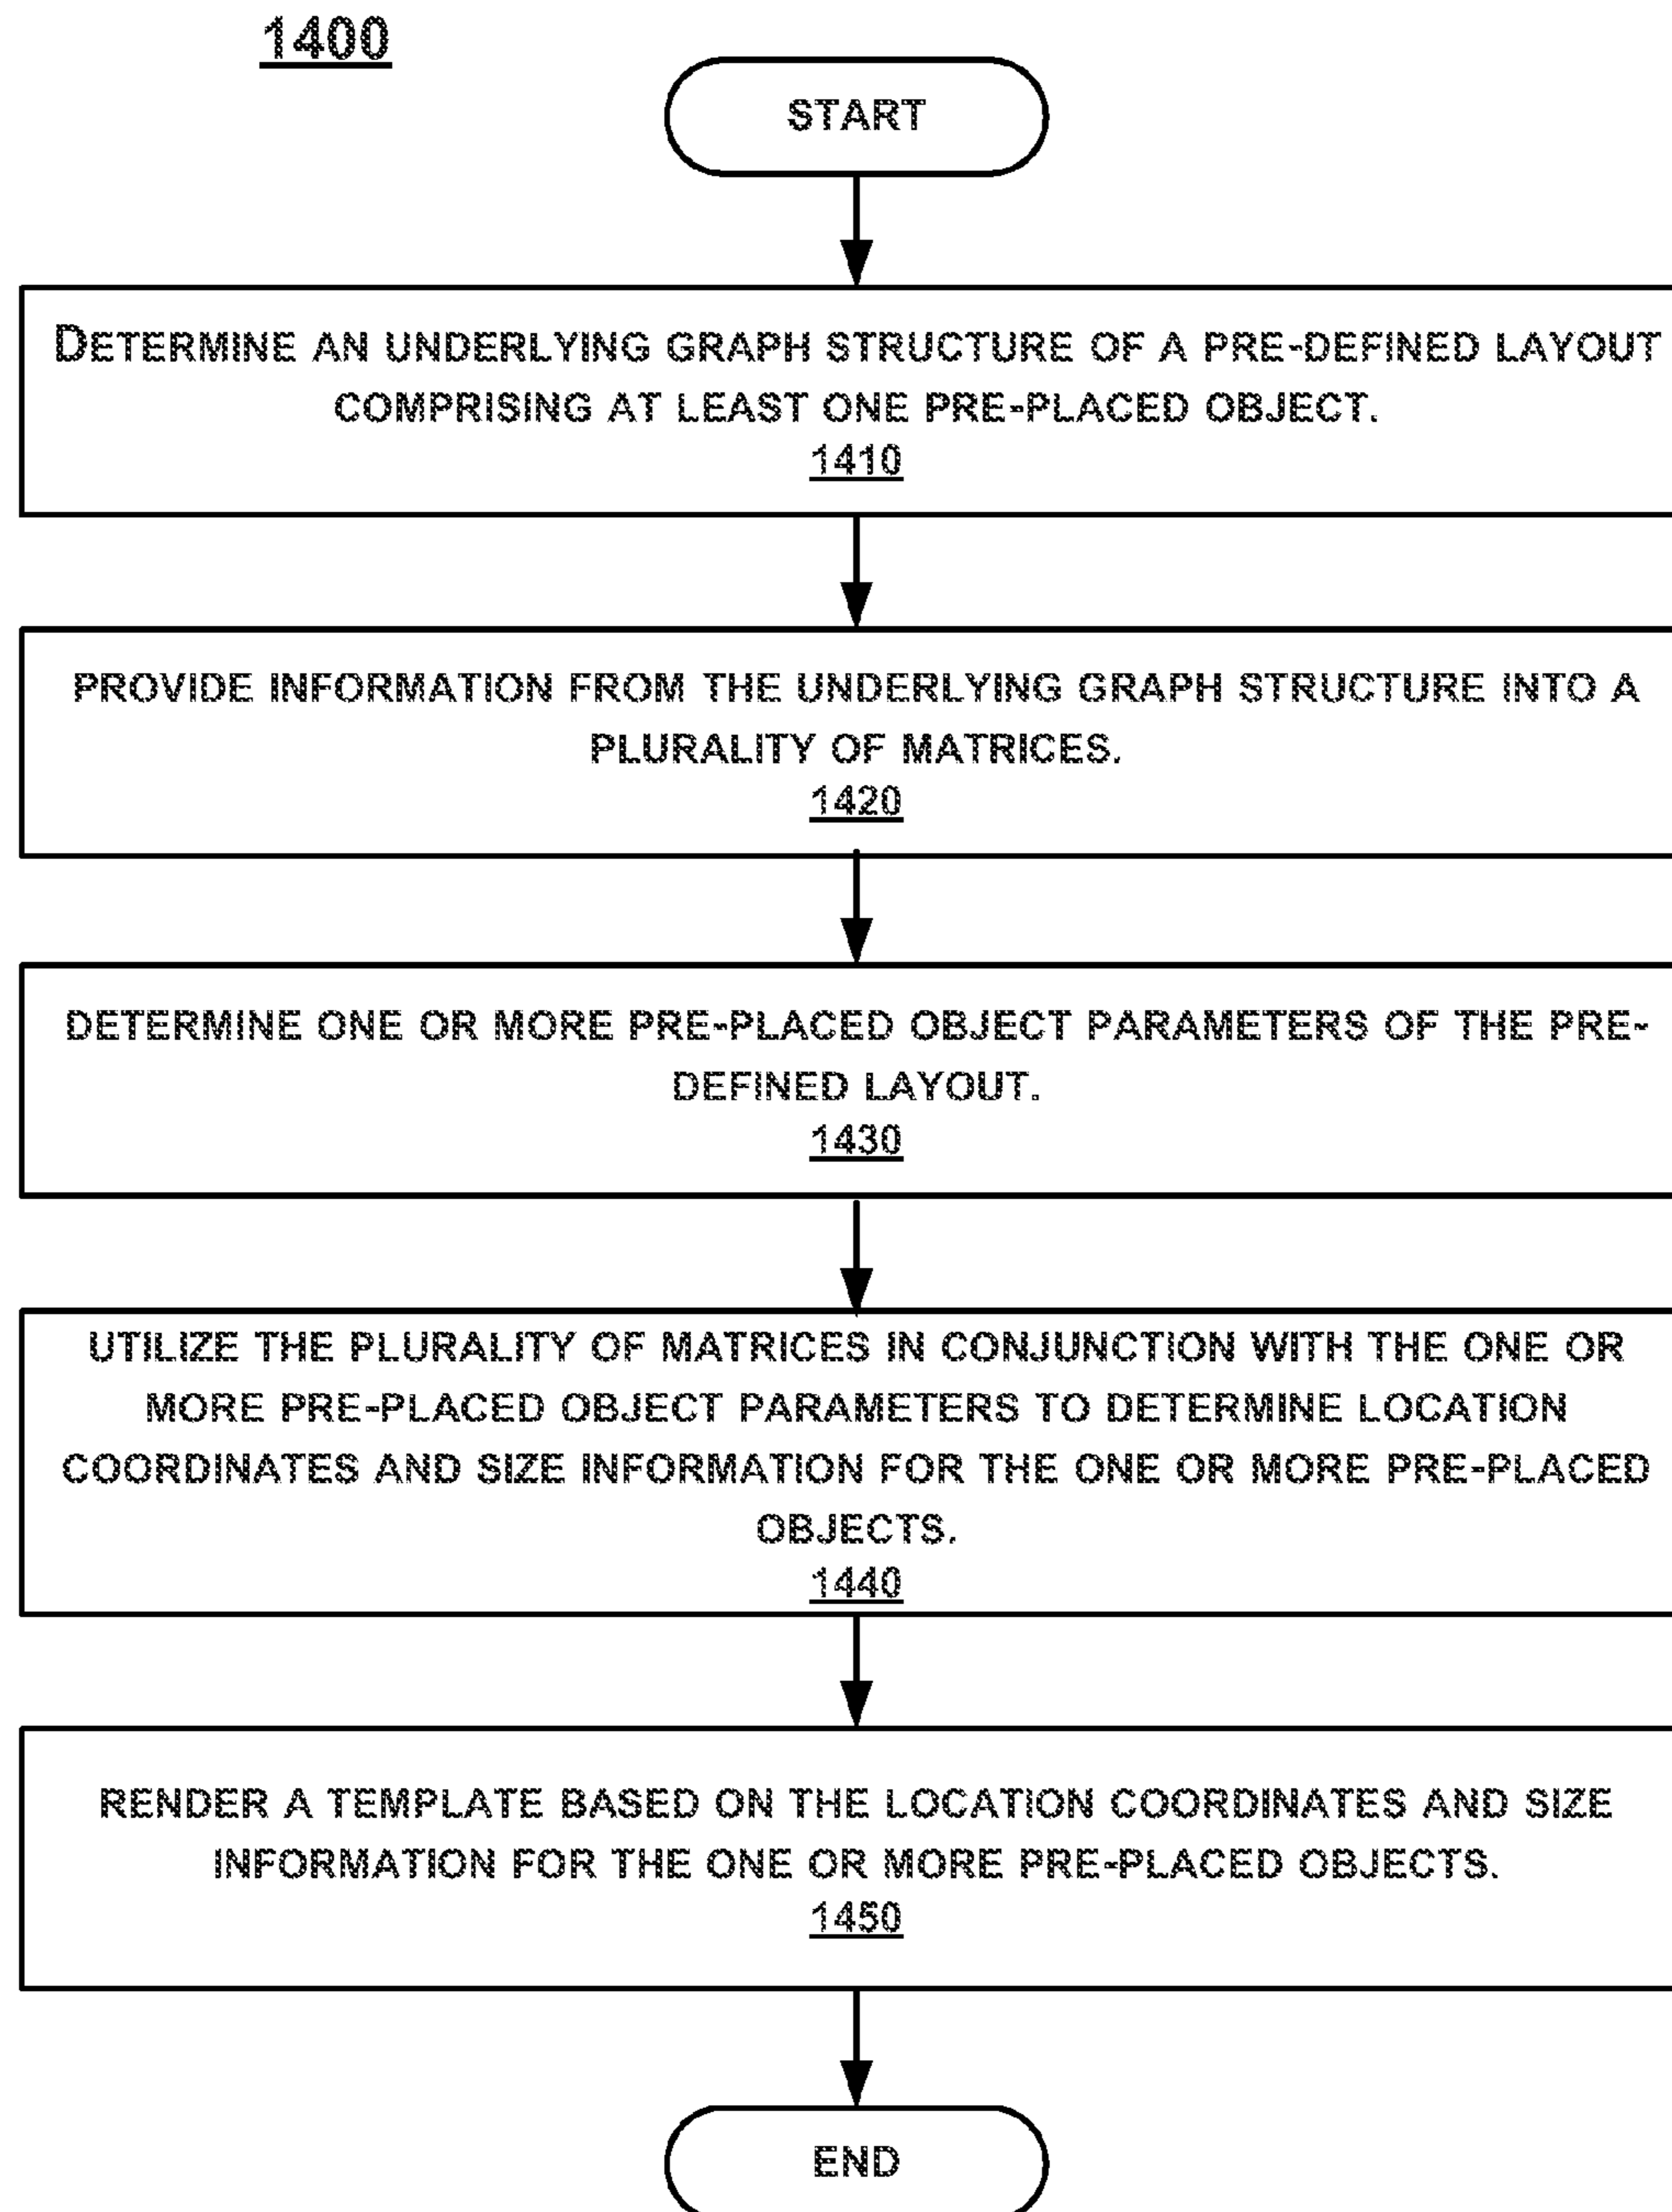 1400
START
DETERMINE AN UNDERLYING GRAPH STRUCTURE OF A PRE-DEFINED LAYOUT
COMPRISING AT LEAST ONE PRE-PLACED OBJECT.
1410
PROVIDE INFORMATION FROM THE UNDERLYING GRAPH STRUCTURE INTO A
PLURALITY OF MATRICES.
1420
DETERMINE ONE OR MORE PRE-PLACED OBJECT PARAMETERS OF THE PRE-
DEFINED LAYOUT.
1430
UTILIZE THE PLURALITY OF MATRICES IN CONJUNCTION WITH THE ONE OR
MORE PRE-PLACED OBJECT PARAMETERS TO DETERMINE LOCATION
COORDINATES AND SIZE INFORMATION FOR THE ONE OR MORE PRE-PLACED
OBJECTS.
1440
RENDER A TEMPLATE BASED ON THE LOCATION COORDINATES AND SIZE
INFORMATION FOR THE ONE OR MORE PRE-PLACED OBJECTS.
1450
END